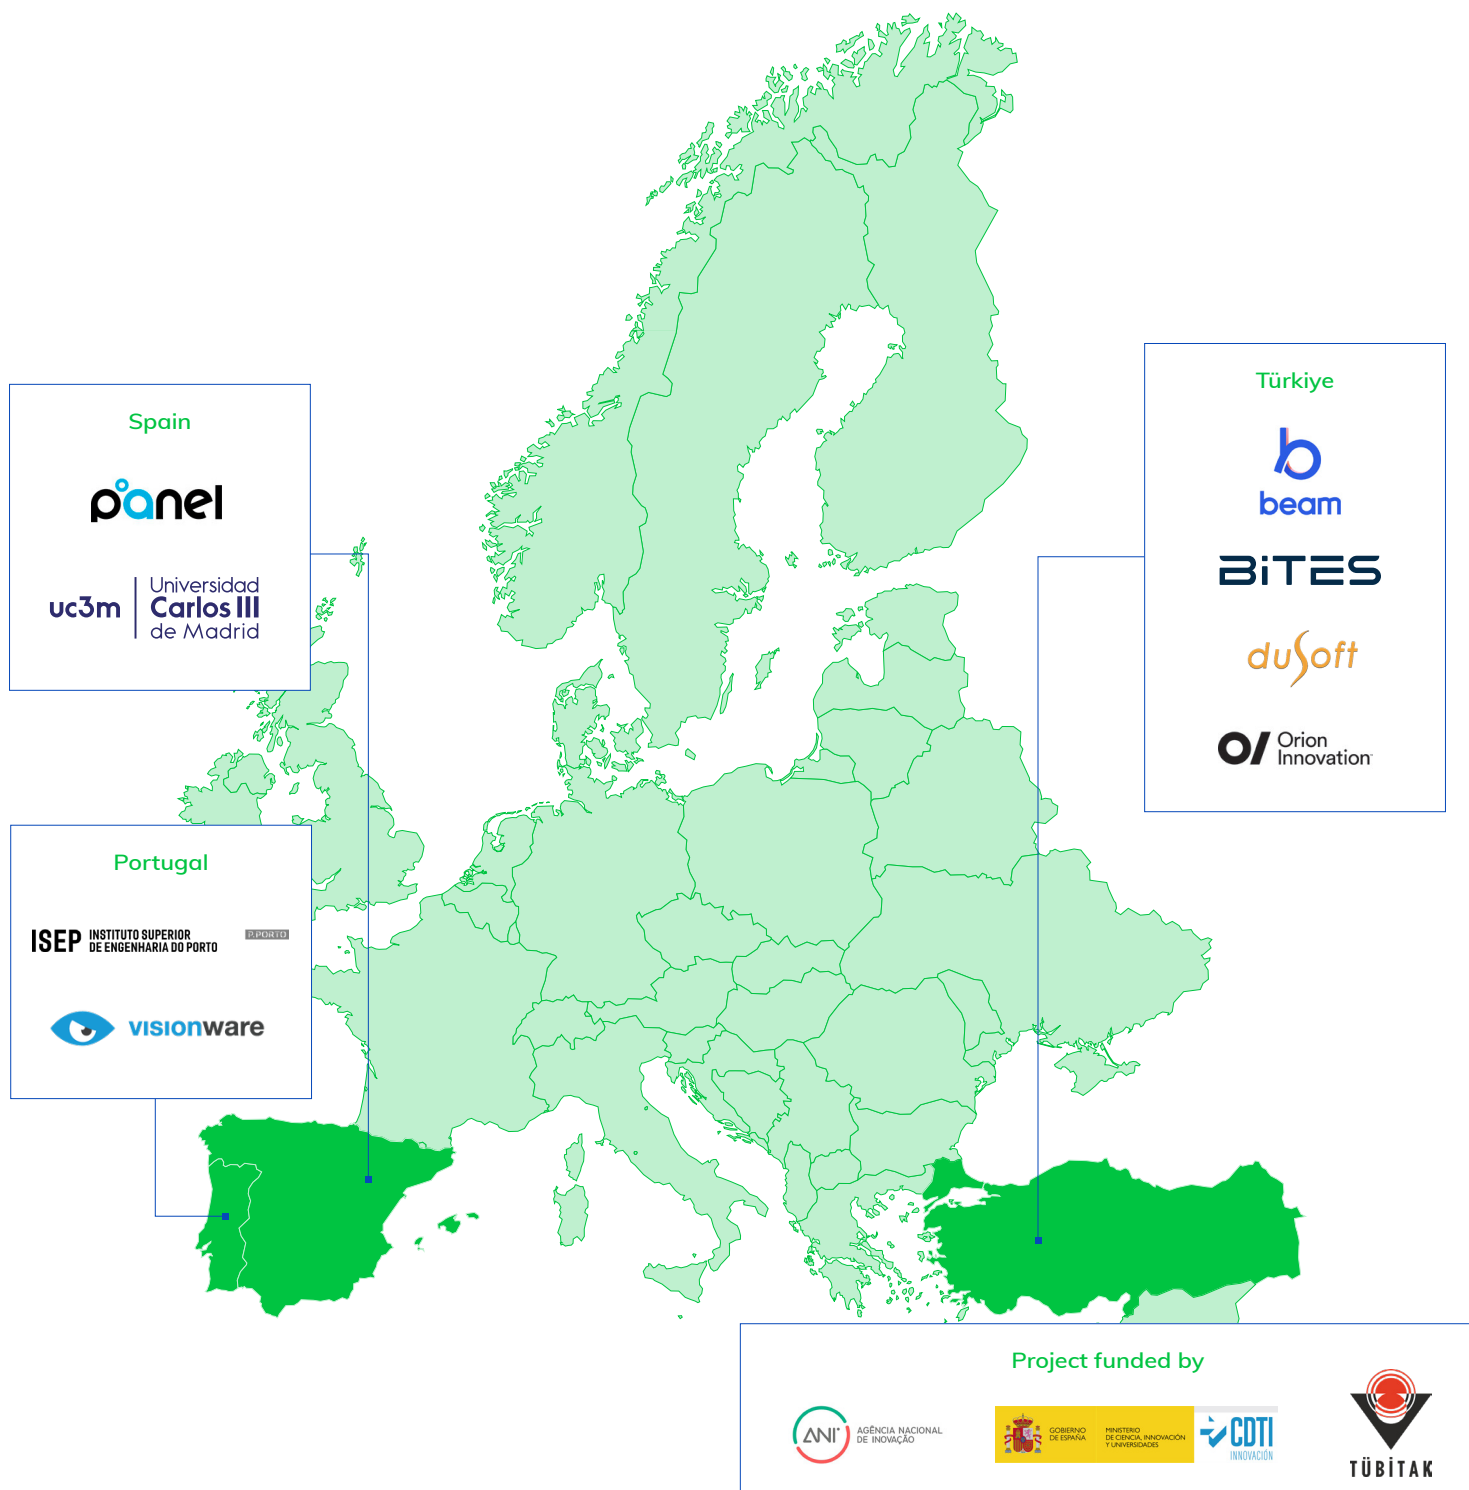 Spain
panel
uc3m
Universidad
Carlos III
de Madrid
Portugal
ISEP
INSTITUTO SUPERIOR
DE ENGENHARIA DO PORTO
P.PORTO
visionware
Türkiye
beam
BiTES
duSoft
Orion
Innovation
Project funded by
ANI
AGÊNCIA NACIONAL
DE INOVAÇÃO
GOBIERNO
DE ESPAÑA
MINISTERIO
DE CIENCIA, INNOVACIÓN
Y UNIVERSIDADES
CDTI
INNOVACIÓN
TÜBİTAK